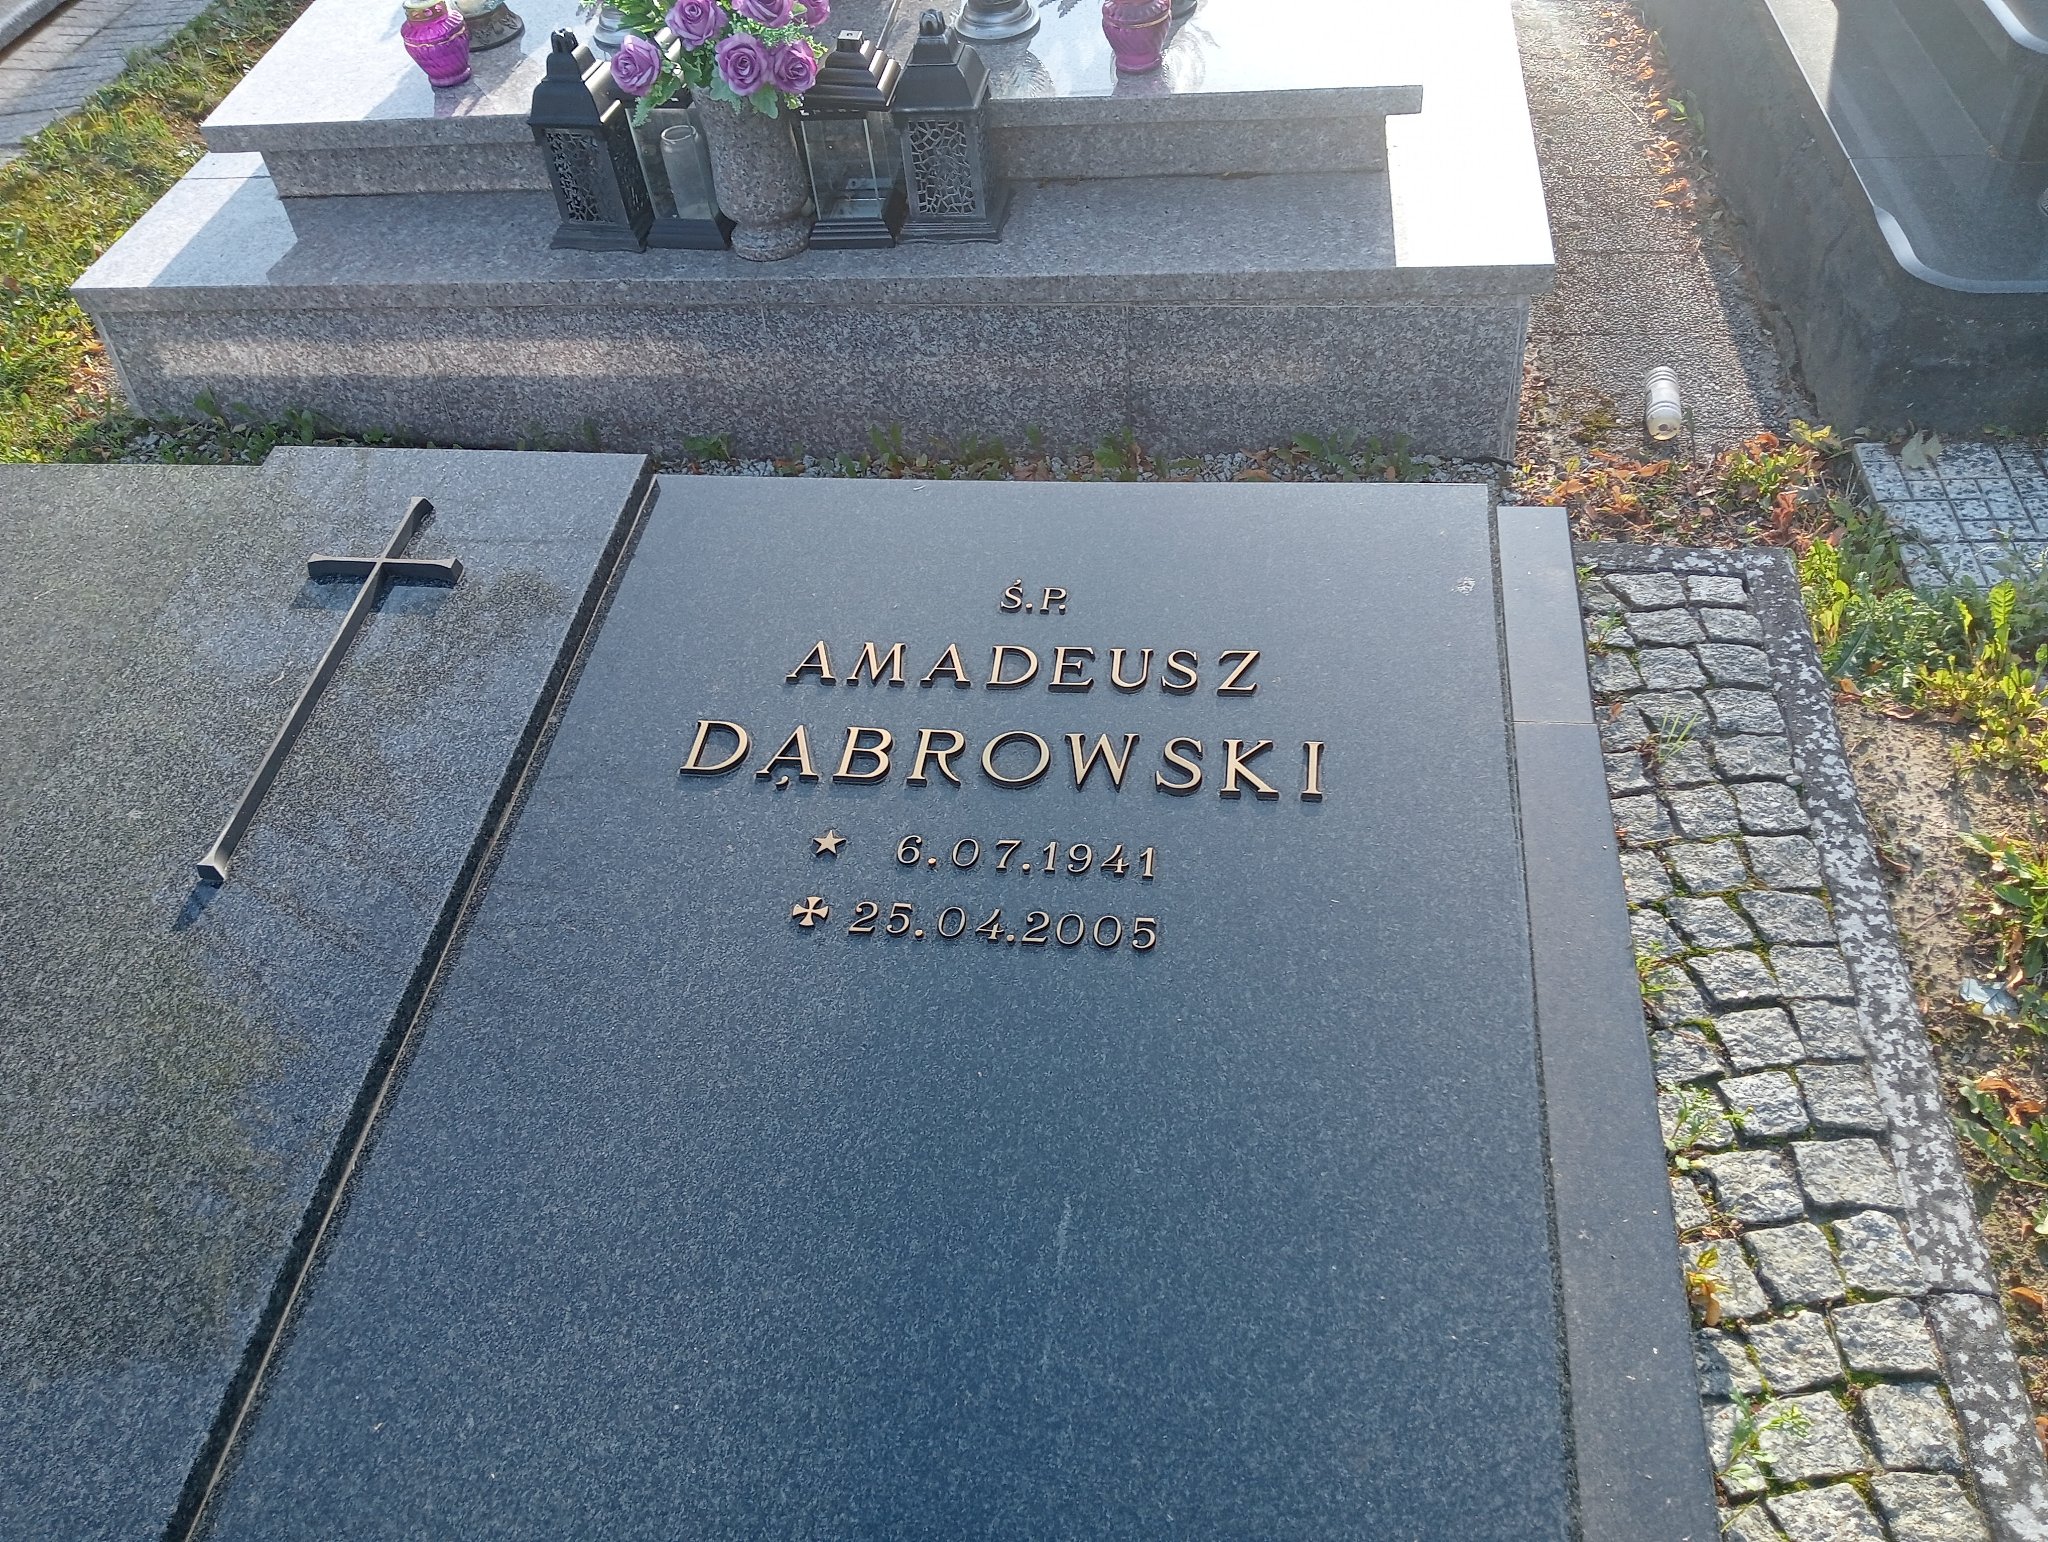 Ś.P.
AMADEUSZ
DĄBROWSKI
6.07.1941
25.04.2005